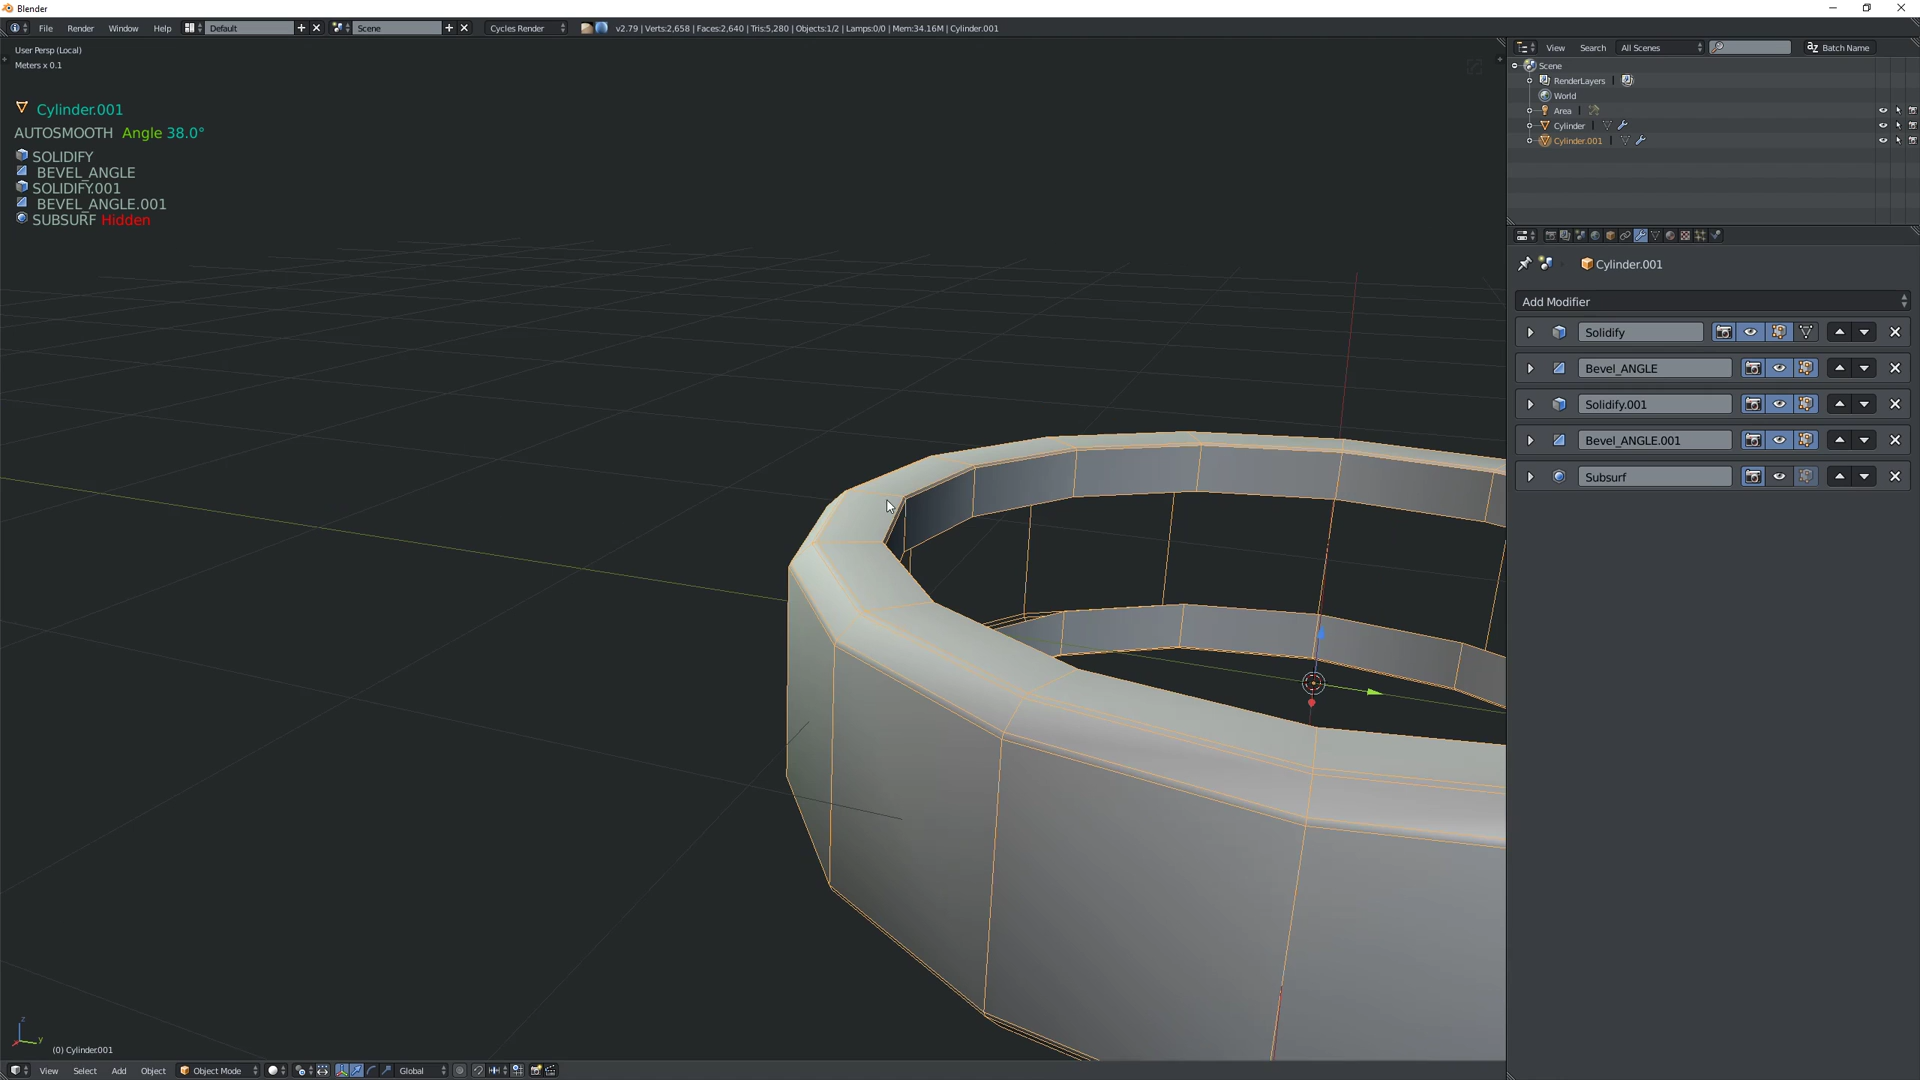 Blender
File Render Window Help Default Scene Cycles Render v2.79 | Verts:2,658 | Faces:2,640 | Tris:5,280 | Objects:1/2 | Lamps:0/0 | Mem:34.16M | Cylinder.001
User Persp (Local)
Meters x 0.1
Cylinder.001
AUTOSMOOTH Angle 38.0°
SOLIDIFY
BEVEL_ANGLE
SOLIDIFY.001
BEVEL_ANGLE.001
SUBSURF Hidden
View Search All Scenes Batch Name
Scene
RenderLayers
World
Area
Cylinder
Cylinder.001
Cylinder.001
Add Modifier
Solidify
Bevel_ANGLE
Solidify.001
Bevel_ANGLE.001
Subsurf
z
y
(0) Cylinder.001
View Select Add Object Object Mode Global